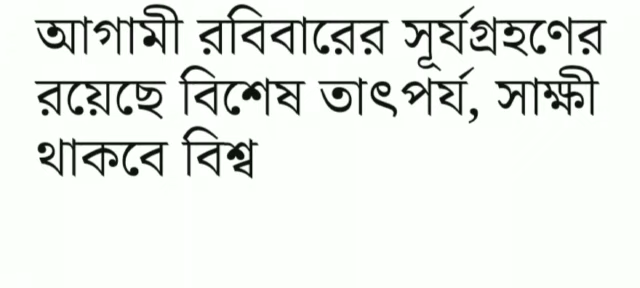 আগামী রবিবারের সূর্যগ্রহণের
রয়েছে বিশেষ তাৎপর্য, সাক্ষী
থাকবে বিশ্ব